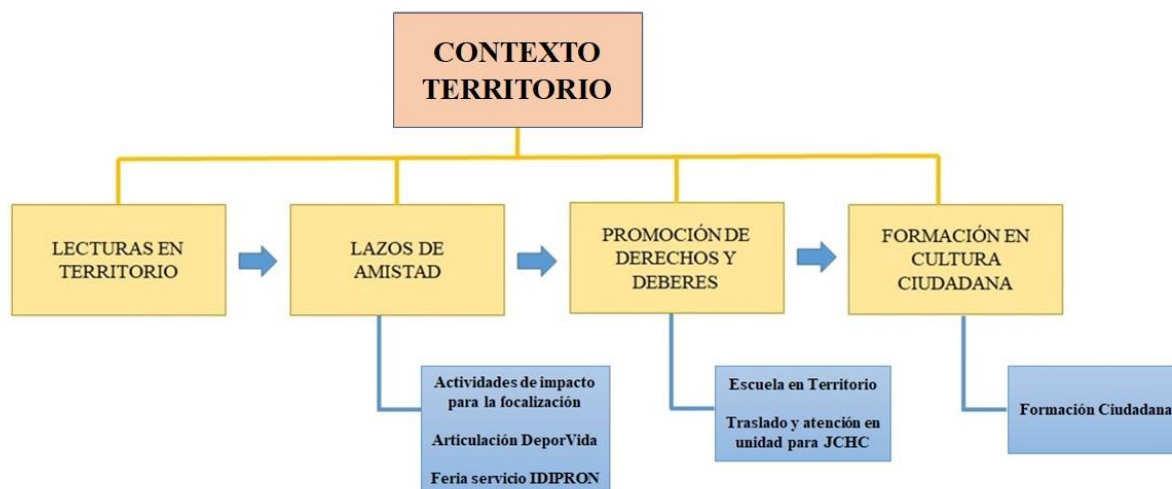 CONTEXTO
TERRITORIO
LECTURAS EN
TERRITORIO
LAZOS DE
AMISTAD
PROMOCIÓN DE
DERECHOS Y
DEBERES
FORMACIÓN EN
CULTURA
CIUDADANA
Actividades de impacto
para la focalización
Articulación DeporVida
Feria servicio IDIPRON
Escuela en Territorio
Traslado y atención en
unidad para JCHC
Formación Ciudadana